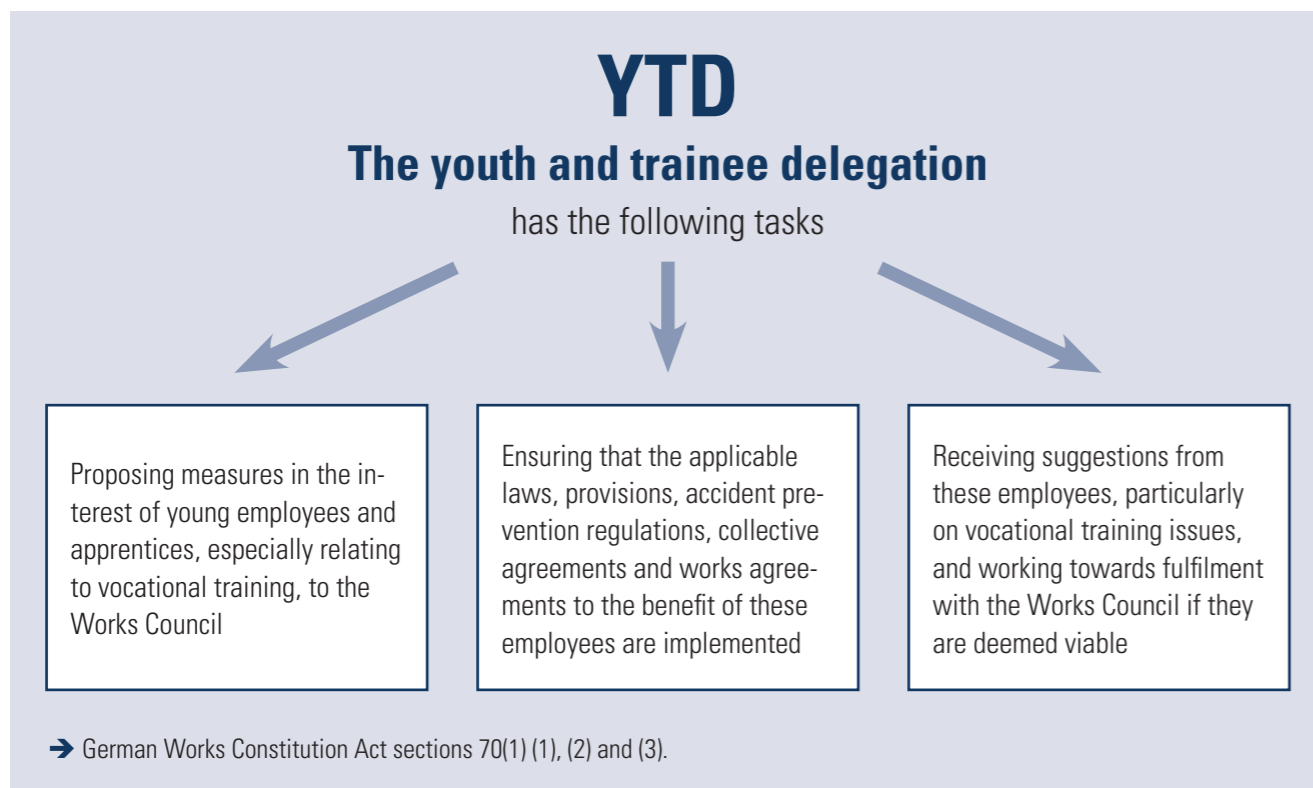 YTD
The youth and trainee delegation
has the following tasks
Proposing measures in the in-
terest of young employees and
apprentices, especially relating
to vocational training, to the
Works Council
Ensuring that the applicable
laws, provisions, accident pre-
vention regulations, collective
agreements and works agree-
ments to the benefit of these
employees are implemented
Receiving suggestions from
these employees, particularly
on vocational training issues,
and working towards fulfilment
with the Works Council if they
are deemed viable
➔ German Works Constitution Act sections 70(1) (1), (2) and (3).